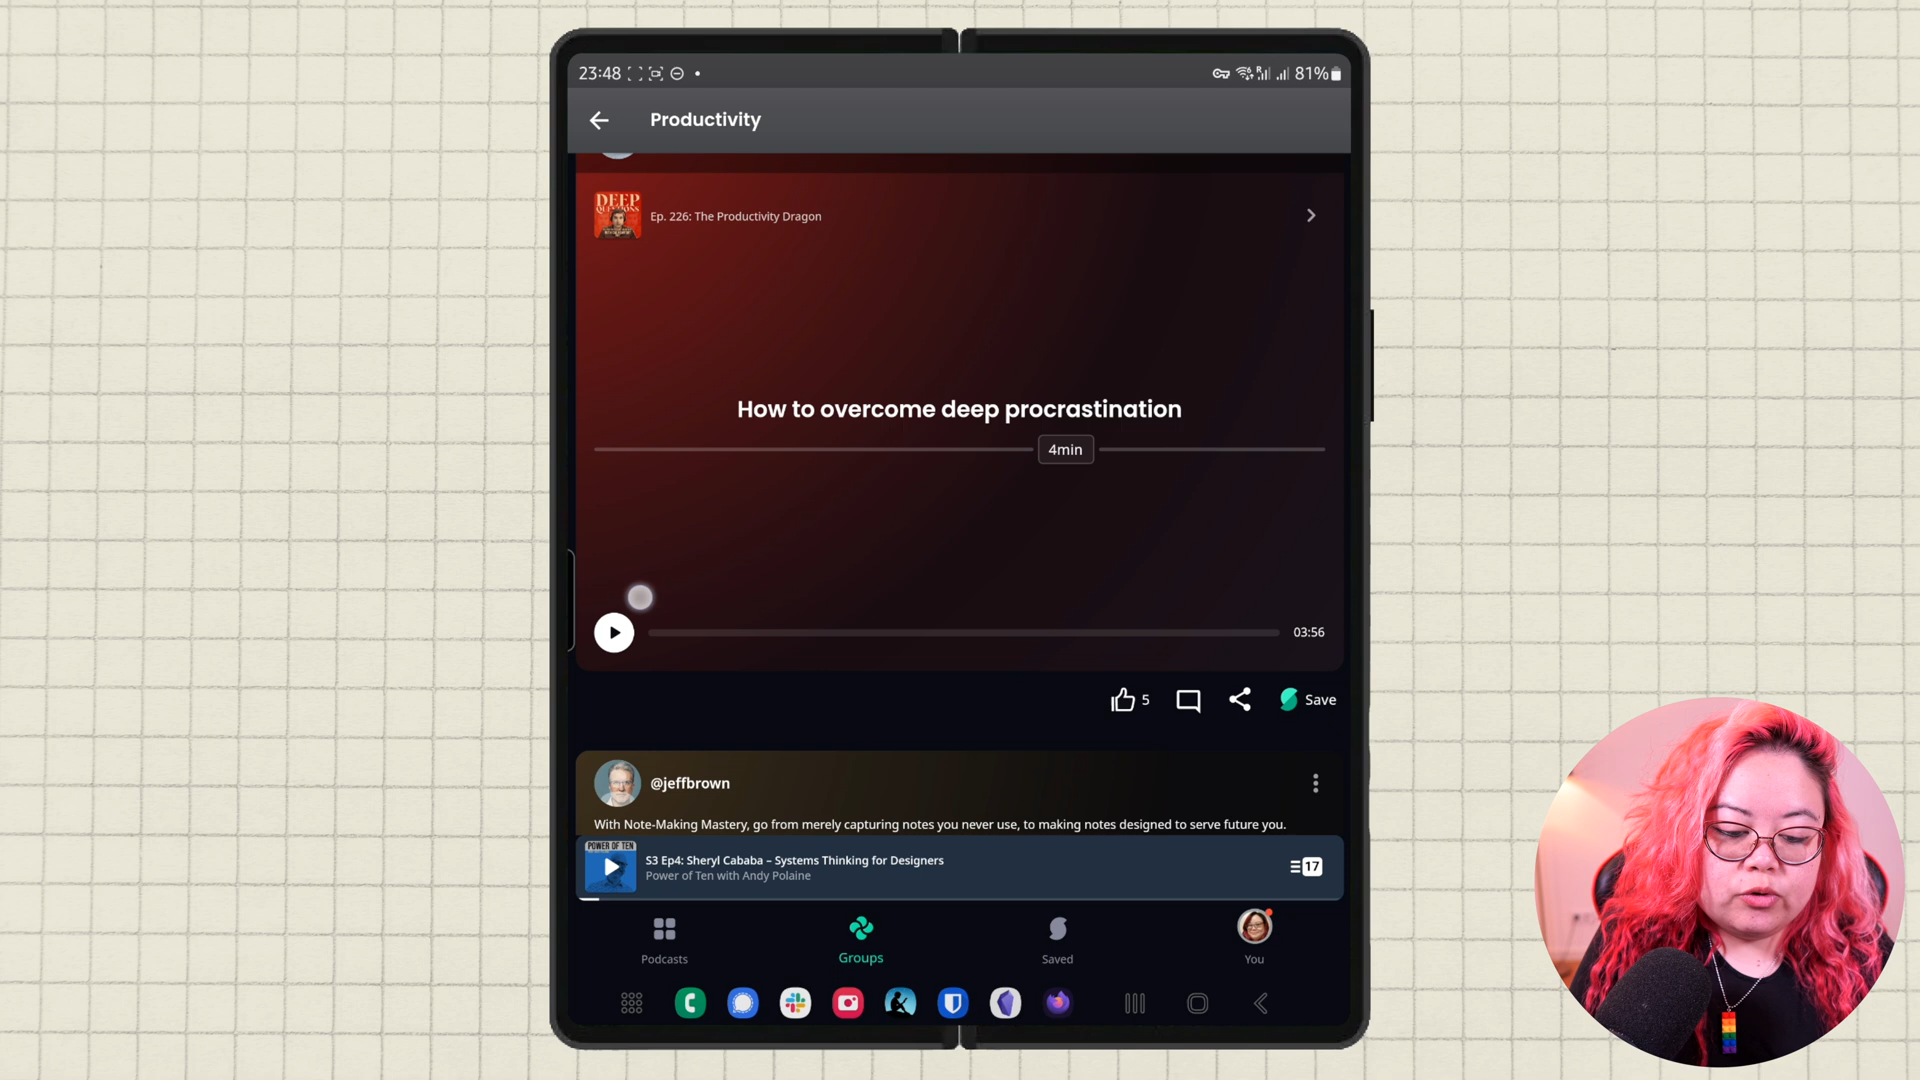 23:48
81%
Productivity
DEEP
QUESTIONS
Ep. 226: The Productivity Dragon
How to overcome deep procrastination
4min
03:56
5
Save
@jeffbrown
With Note-Making Mastery, go from merely capturing notes you never use, to making notes designed to serve future you.
POWER OF TEN
S3 Ep4: Sheryl Cababa – Systems Thinking for Designers
Power of Ten with Andy Polaine
17
Podcasts
Groups
Saved
You